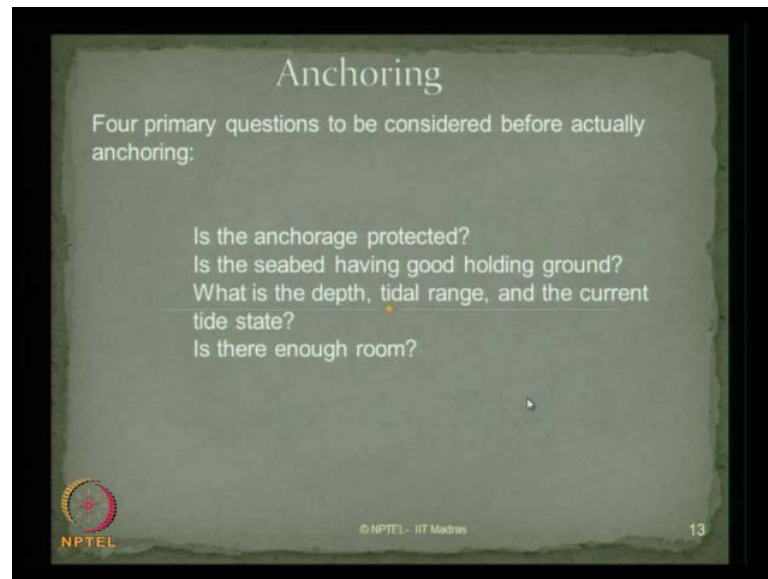 Anchoring
Four primary questions to be considered before actually
anchoring:
Is the anchorage protected?
Is the seabed having good holding ground?
What is the depth, tidal range, and the current
tide state?
Is there enough room?
NPTEL
© NPTEL- IIT Madras
13